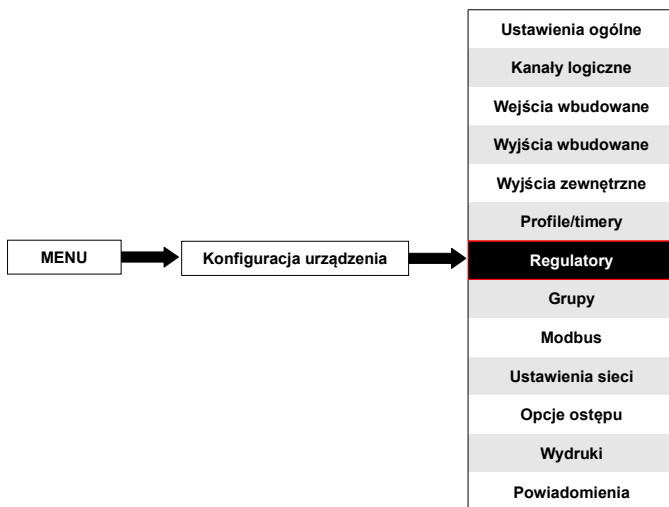 Ustawienia ogólne
Kanały logiczne
Wejścia wbudowane
Wyjścia wbudowane
Wyjścia zewnętrzne
Profile/timery
MENU
Konfiguracja urządzenia
Regulatory
Grupy
Modbus
Ustawienia sieci
Opcje ostępu
Wydruki
Powiadomienia